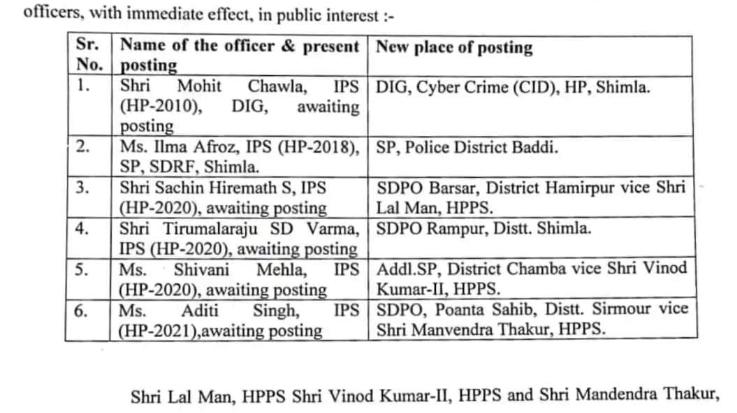 officers, with immediate effect, in public interest :-
Sr. No. Name of the officer & present posting New place of posting
1. Shri Mohit Chawla, IPS DIG, Cyber Crime (CID), HP, Shimla.
(HP-2010), DIG, awaiting
posting
2. Ms. Ilma Afroz, IPS (HP-2018), SP, Police District Baddi.
SP, SDRF, Shimla.
3. Shri Sachin Hiremath S, IPS SDPO Barsar, District Hamirpur vice Shri
(HP-2020), awaiting posting Lal Man, HPPS.
4. Shri Tirumalaraju SD Varma, SDPO Rampur, Distt. Shimla.
IPS (HP-2020), awaiting posting
5. Ms. Shivani Mehla, IPS Addl.SP, District Chamba vice Shri Vinod
(HP-2020), awaiting posting Kumar-II, HPPS.
6. Ms. Aditi Singh, IPS SDPO, Poanta Sahib, Distt. Sirmour vice
(HP-2021),awaiting posting Shri Manvendra Thakur, HPPS.
Shri Lal Man, HPPS Shri Vinod Kumar-II, HPPS and Shri Mandendra Thakur,